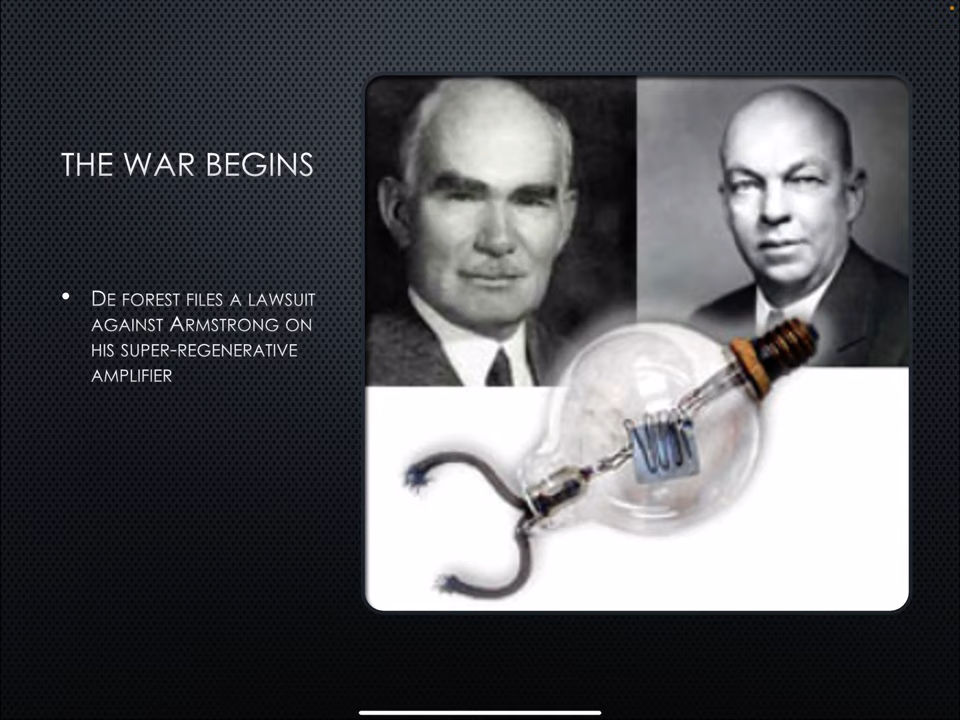 THE WAR BEGINS
• DE FOREST FILES A LAWSUIT
AGAINST ARMSTRONG ON
HIS SUPER-REGENERATIVE
AMPLIFIER